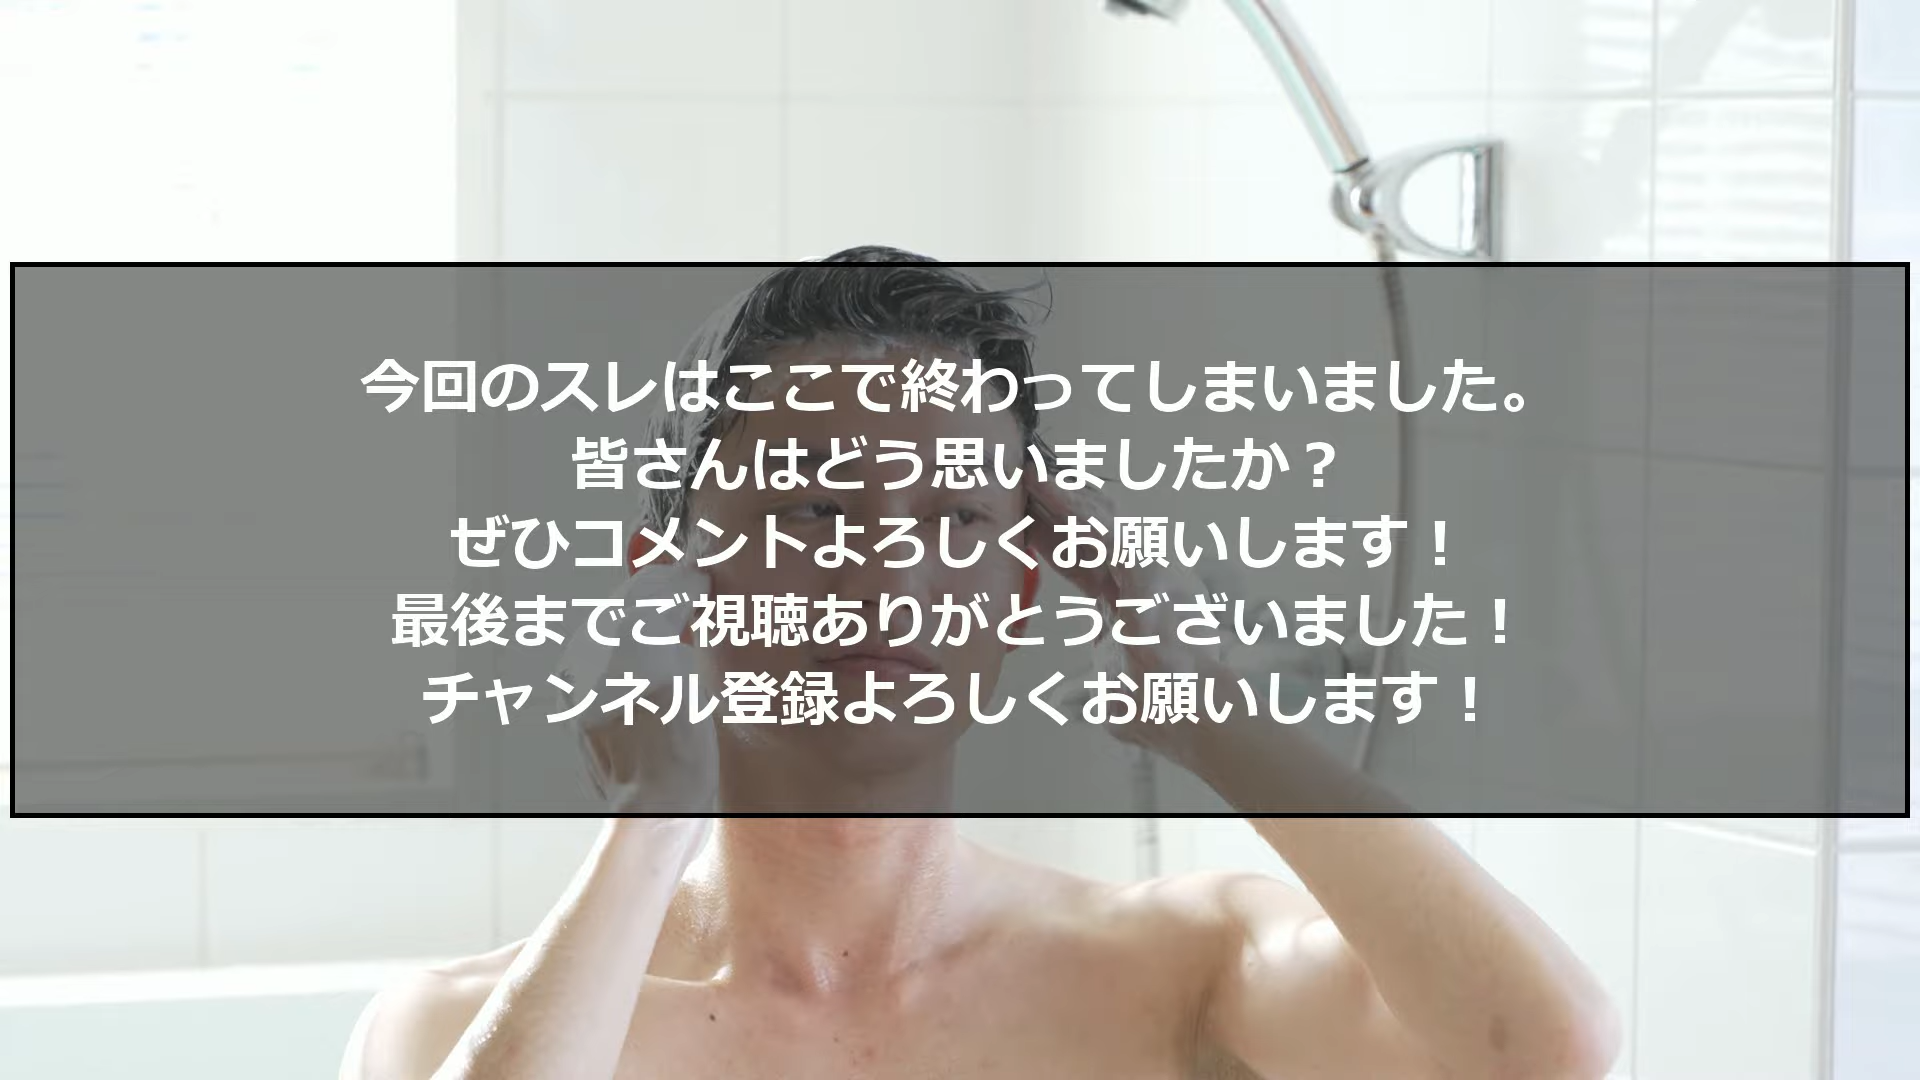 今回のスレはここで終わってしまいました。
皆さんはどう思いましたか？
ぜひコメントよろしくお願いします！
最後までご視聴ありがとうございました！
チャンネル登録よろしくお願いします！